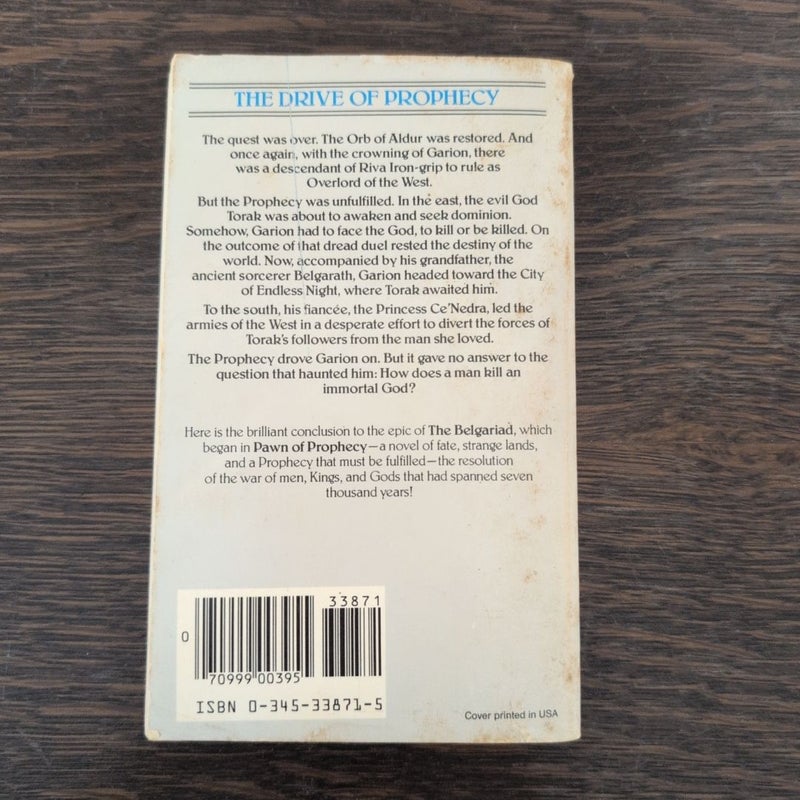 THE DRIVE OF PROPHECY
The quest was over. The Orb of Aldur was restored. And
once again, with the crowning of Garion, there
was a descendant of Riva Iron-grip to rule as
Overlord of the West.
But the Prophecy was unfulfilled. In the east, the evil God
Torak was about to awaken and seek dominion.
Somehow, Garion had to face the God, to kill or be killed. On
the outcome of that dread duel rested the destiny of the
world. Now, accompanied by his grandfather, the
ancient sorcerer Belgarath, Garion headed toward the City
of Endless Night, where Torak awaited him.
To the south, his fiancée, the Princess Ce'Nedra, led the
armies of the West in a desperate effort to divert the forces of
Torak's followers from the man she loved.
The Prophecy drove Garion on. But it gave no answer to the
question that haunted him: How does a man kill an
immortal God?
Here is the brilliant conclusion to the epic of The Belgariad, which
began in Pawn of Prophecy—a novel of fate, strange lands,
and a Prophecy that must be fulfilled—the resolution
of the war of men, Kings, and Gods that had spanned seven
thousand years!
33871
0
70999 00395
ISBN 0-345-33871-5
Cover printed in USA